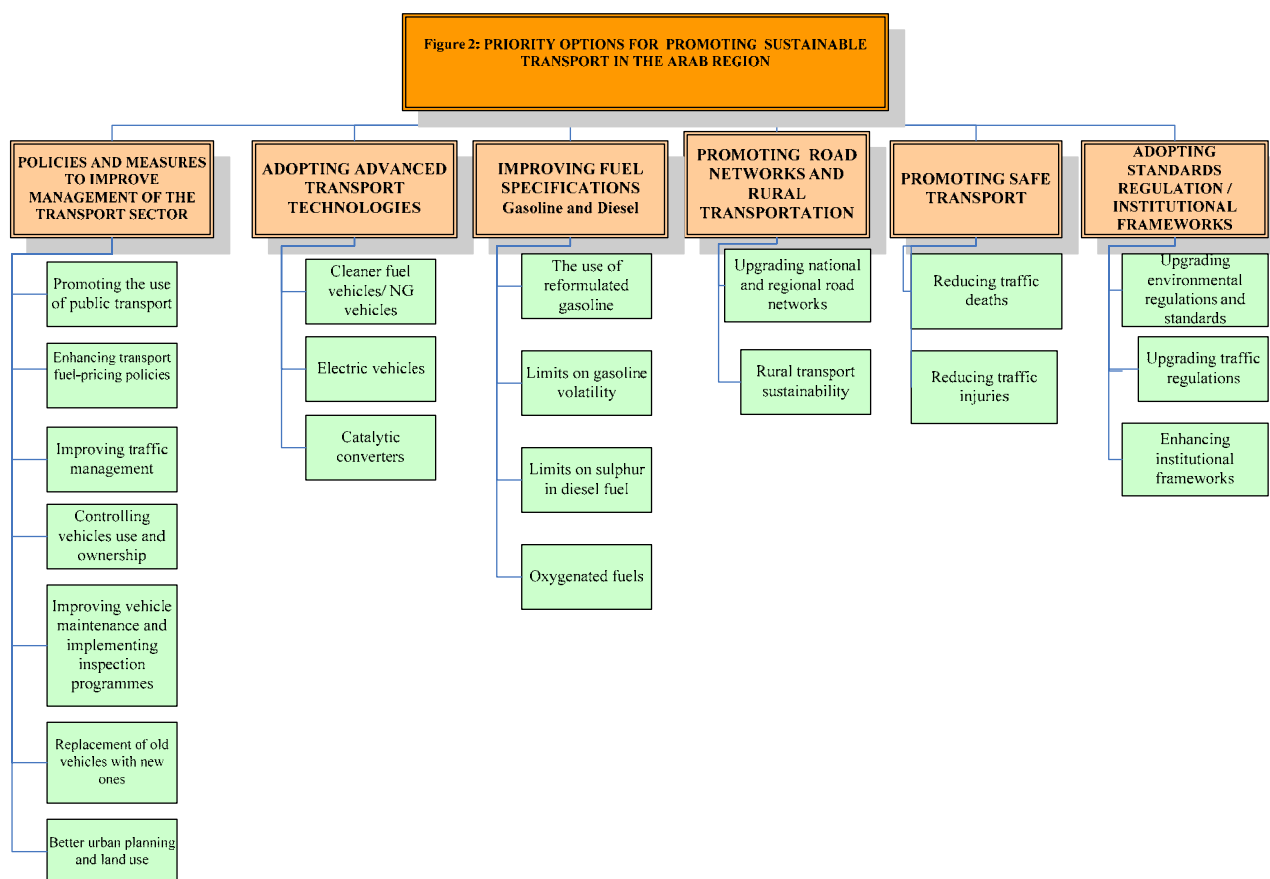 Figure 2: PRIORITY OPTIONS FOR PROMOTING SUSTAINABLE
TRANSPORT IN THE ARAB REGION
POLICIES AND MEASURES
TO IMPROVE
MANAGEMENT OF THE
TRANSPORT SECTOR
Promoting the use
of public transport
Enhancing transport
fuel-pricing policies
Improving traffic
management
Controlling
vehicles use and
ownership
Improving vehicle
maintenance and
implementing
inspection
programmes
Replacement of old
vehicles with new
ones
Better urban planning
and land use
ADOPTING ADVANCED
TRANSPORT
TECHNOLOGIES
Cleaner fuel
vehicles/ NG
vehicles
Electric vehicles
Catalytic
converters
IMPROVING FUEL
SPECIFICATIONS
Gasoline and Diesel
The use of
reformulated
gasoline
Limits on gasoline
volatility
Limits on sulphur
in diesel fuel
Oxygenated fuels
PROMOTING ROAD
NETWORKS AND
RURAL
TRANSPORTATION
Upgrading national
and regional road
networks
Rural transport
sustainability
PROMOTING SAFE
TRANSPORT
Reducing traffic
deaths
Reducing traffic
injuries
ADOPTING
STANDARDS
REGULATION /
INSTITUTIONAL
FRAMEWORKS
Upgrading
environmental
regulations and
standards
Upgrading traffic
regulations
Enhancing
institutional
frameworks